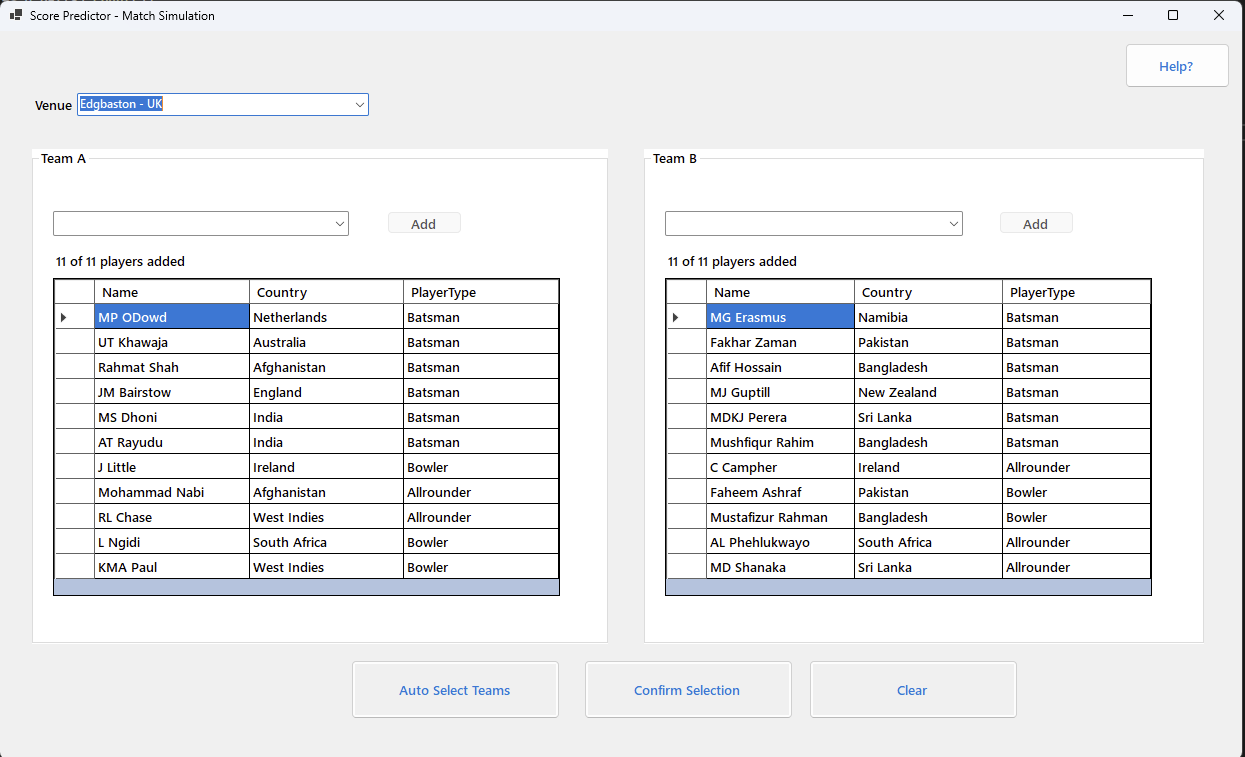 Score Predictor - Match Simulation
Help?
Venue Edgbaston - UK
Team A
Add
11 of 11 players added
Name Country PlayerType
MP ODowd Netherlands Batsman
UT Khawaja Australia Batsman
Rahmat Shah Afghanistan Batsman
JM Bairstow England Batsman
MS Dhoni India Batsman
AT Rayudu India Batsman
J Little Ireland Bowler
Mohammad Nabi Afghanistan Allrounder
RL Chase West Indies Allrounder
L Ngidi South Africa Bowler
KMA Paul West Indies Bowler
Team B
Add
11 of 11 players added
Name Country PlayerType
MG Erasmus Namibia Batsman
Fakhar Zaman Pakistan Batsman
Afif Hossain Bangladesh Batsman
MJ Guptill New Zealand Batsman
MDKJ Perera Sri Lanka Batsman
Mushfiqur Rahim Bangladesh Batsman
C Campher Ireland Allrounder
Faheem Ashraf Pakistan Bowler
Mustafizur Rahman Bangladesh Bowler
AL Phehlukwayo South Africa Allrounder
MD Shanaka Sri Lanka Allrounder
Auto Select Teams
Confirm Selection
Clear